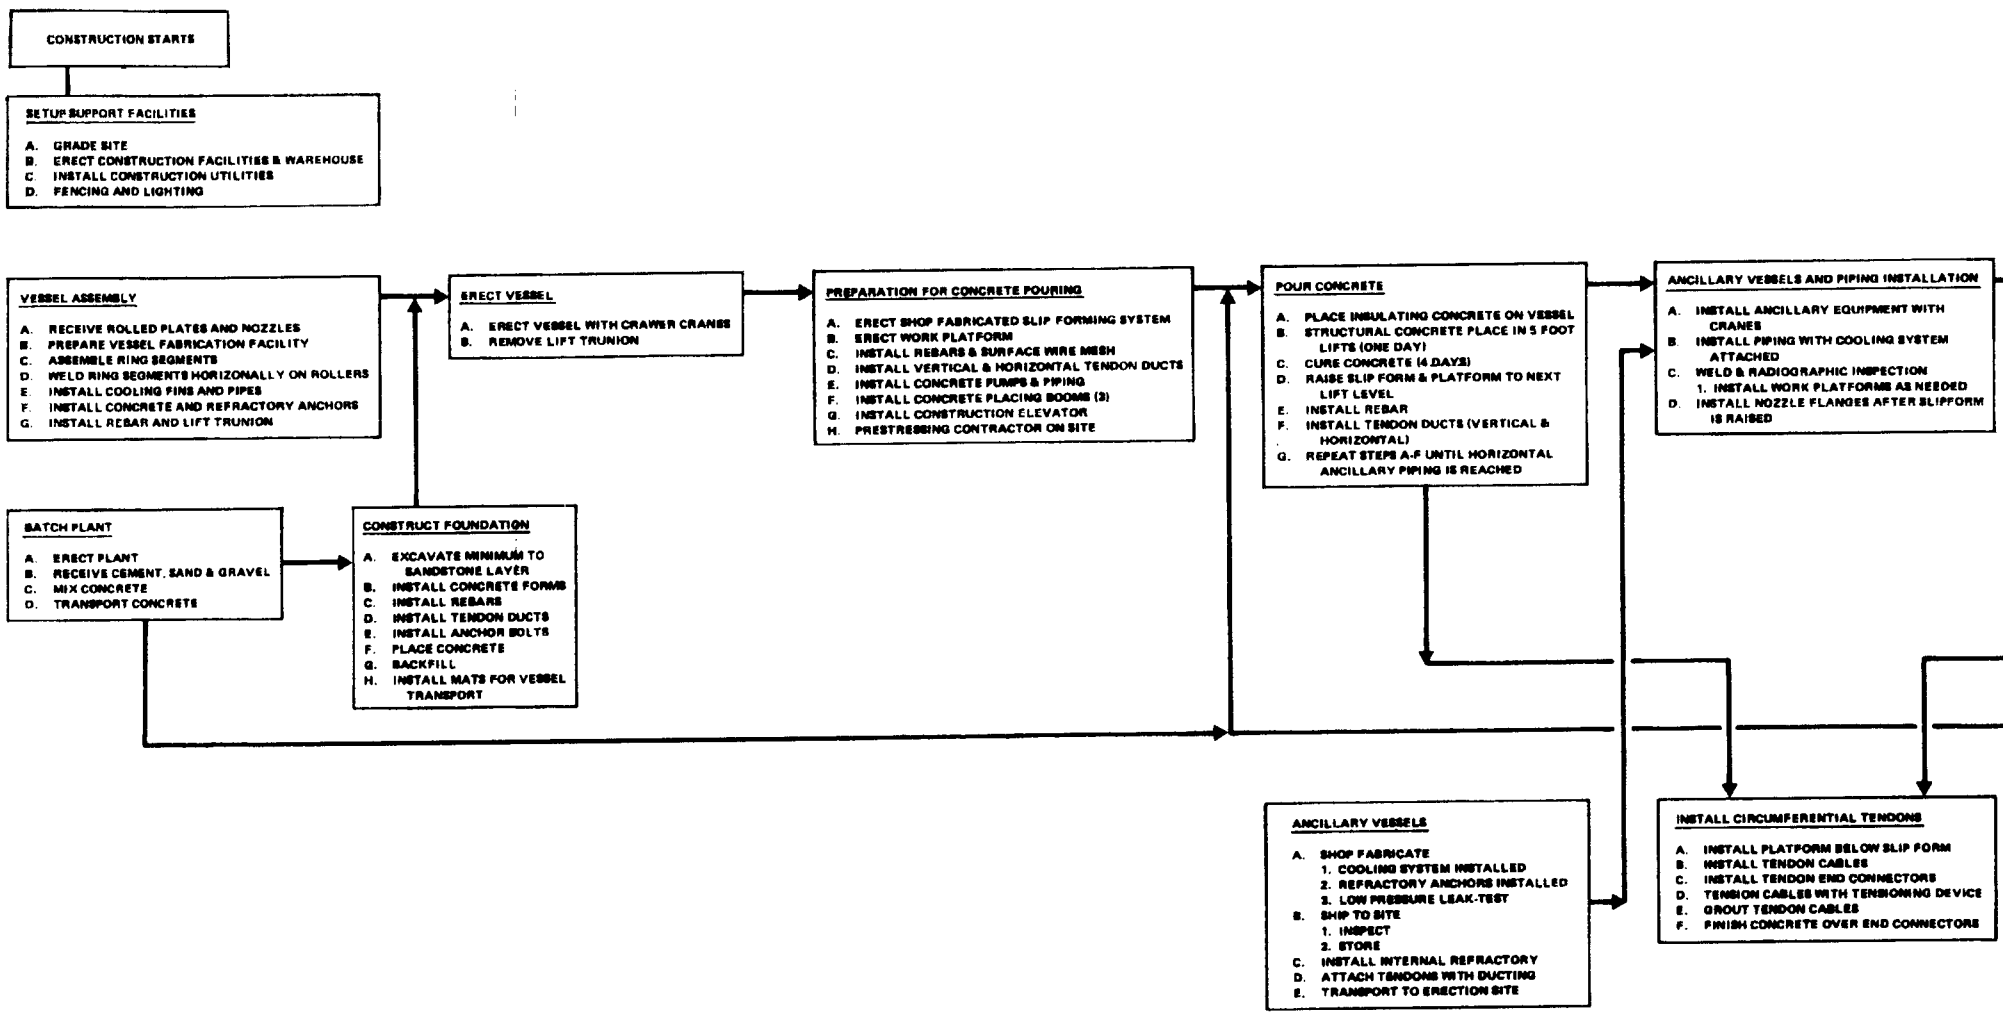 CONSTRUCTION STARTS
SETUP SUPPORT FACILITIES
A. GRADE SITE
B. ERECT CONSTRUCTION FACILITIES & WAREHOUSE
C. INSTALL CONSTRUCTION UTILITIES
D. FENCING AND LIGHTING
VESSEL ASSEMBLY
A. RECEIVE ROLLED PLATES AND NOZZLES
B. PREPARE VESSEL FABRICATION FACILITY
C. ASSEMBLE RING SEGMENTS
D. WELD RING SEGMENTS HORIZONALLY ON ROLLERS
E. INSTALL COOLING FINS AND PIPES
F. INSTALL CONCRETE AND REFRACTORY ANCHORS
G. INSTALL REBAR AND LIFT TRUNION
ERECT VESSEL
A. ERECT VESSEL WITH CRAWER CRANES
B. REMOVE LIFT TRUNION
PREPARATION FOR CONCRETE POURING
A. ERECT SHOP FABRICATED SLIP FORMING SYSTEM
B. ERECT WORK PLATFORM
C. INSTALL REBARS & SURFACE WIRE MESH
D. INSTALL VERTICAL & HORIZONTAL TENDON DUCTS
E. INSTALL CONCRETE PUMPS & PIPING
F. INSTALL CONCRETE PLACING BOOMS (3)
G. INSTALL CONSTRUCTION ELEVATOR
H. PRESTRESSING CONTRACTOR ON SITE
POUR CONCRETE
A. PLACE INSULATING CONCRETE ON VESSEL
B. STRUCTURAL CONCRETE PLACE IN 5 FOOT
LIFTS (ONE DAY)
C. CURE CONCRETE (4 DAYS)
D. RAISE SLIP FORM & PLATFORM TO NEXT
LIFT LEVEL
E. INSTALL REBAR
F. INSTALL TENDON DUCTS (VERTICAL &
HORIZONTAL)
G. REPEAT STEPS A-F UNTIL HORIZONTAL
ANCILLARY PIPING IS REACHED
ANCILLARY VESSELS AND PIPING INSTALLATION
A. INSTALL ANCILLARY EQUIPMENT WITH
CRANES
B. INSTALL PIPING WITH COOLING SYSTEM
ATTACHED
C. WELD & RADIOGRAPHIC INSPECTION
1. INSTALL WORK PLATFORMS AS NEEDED
D. INSTALL NOZZLE FLANGES AFTER SLIPFORM
IS RAISED
BATCH PLANT
A. ERECT PLANT
B. RECEIVE CEMENT, SAND & GRAVEL
C. MIX CONCRETE
D. TRANSPORT CONCRETE
CONSTRUCT FOUNDATION
A. EXCAVATE MINIMUM TO
SANDSTONE LAYER
B. INSTALL CONCRETE FORMS
C. INSTALL REBARS
D. INSTALL TENDON DUCTS
E. INSTALL ANCHOR BOLTS
F. PLACE CONCRETE
G. BACKFILL
H. INSTALL MATS FOR VESSEL
TRANSPORT
ANCILLARY VESSELS
A. SHOP FABRICATE
1. COOLING SYSTEM INSTALLED
2. REFRACTORY ANCHORS INSTALLED
3. LOW PRESSURE LEAK-TEST
B. SHIP TO SITE
1. INSPECT
2. STORE
C. INSTALL INTERNAL REFRACTORY
D. ATTACH TENDONS WITH DUCTING
E. TRANSPORT TO ERECTION SITE
INSTALL CIRCUMFERENTIAL TENDONS
A. INSTALL PLATFORM BELOW SLIP FORM
B. INSTALL TENDON CABLES
C. INSTALL TENDON END CONNECTORS
D. TENSION CABLES WITH TENSIONING DEVICE
E. GROUT TENDON CABLES
F. FINISH CONCRETE OVER END CONNECTORS